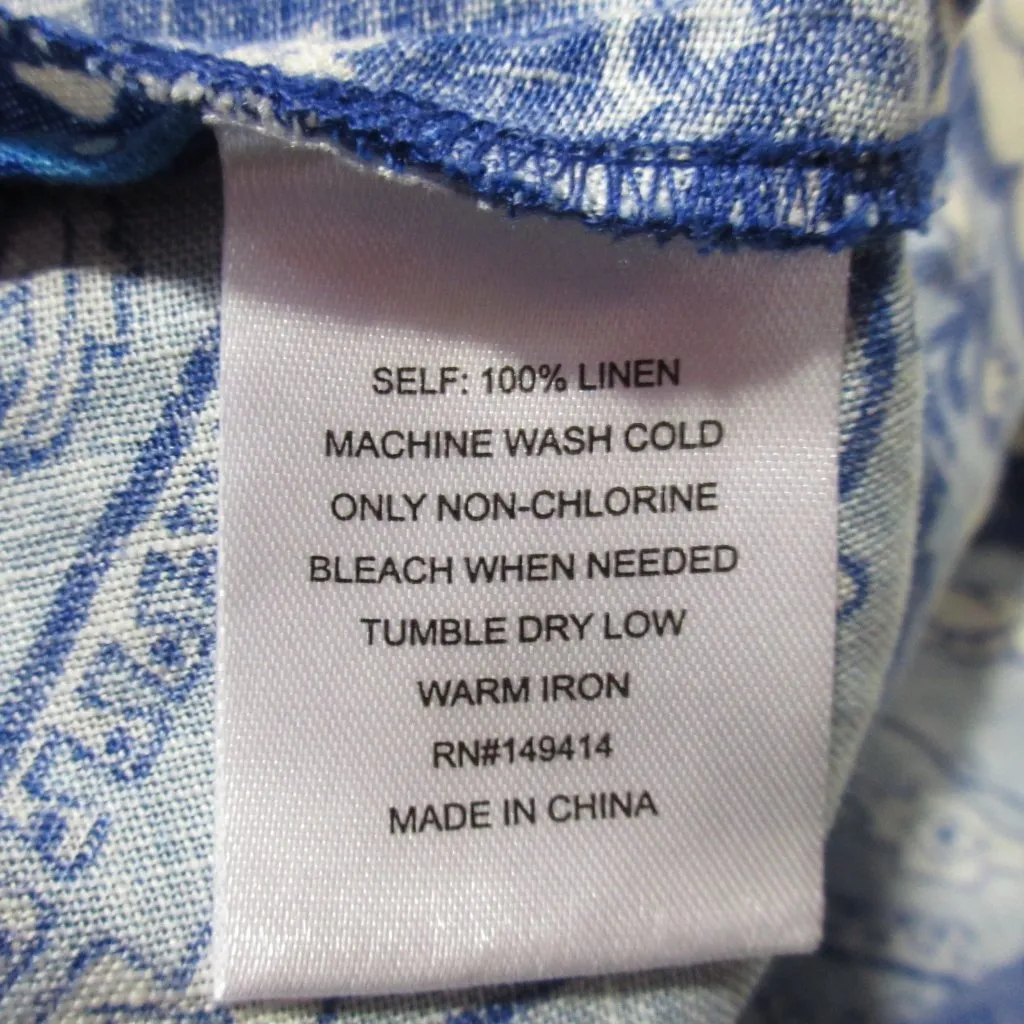 SELF: 100% LINEN
MACHINE WASH COLD
ONLY NON-CHLORINE
BLEACH WHEN NEEDED
TUMBLE DRY LOW
WARM IRON
RN#149414
MADE IN CHINA